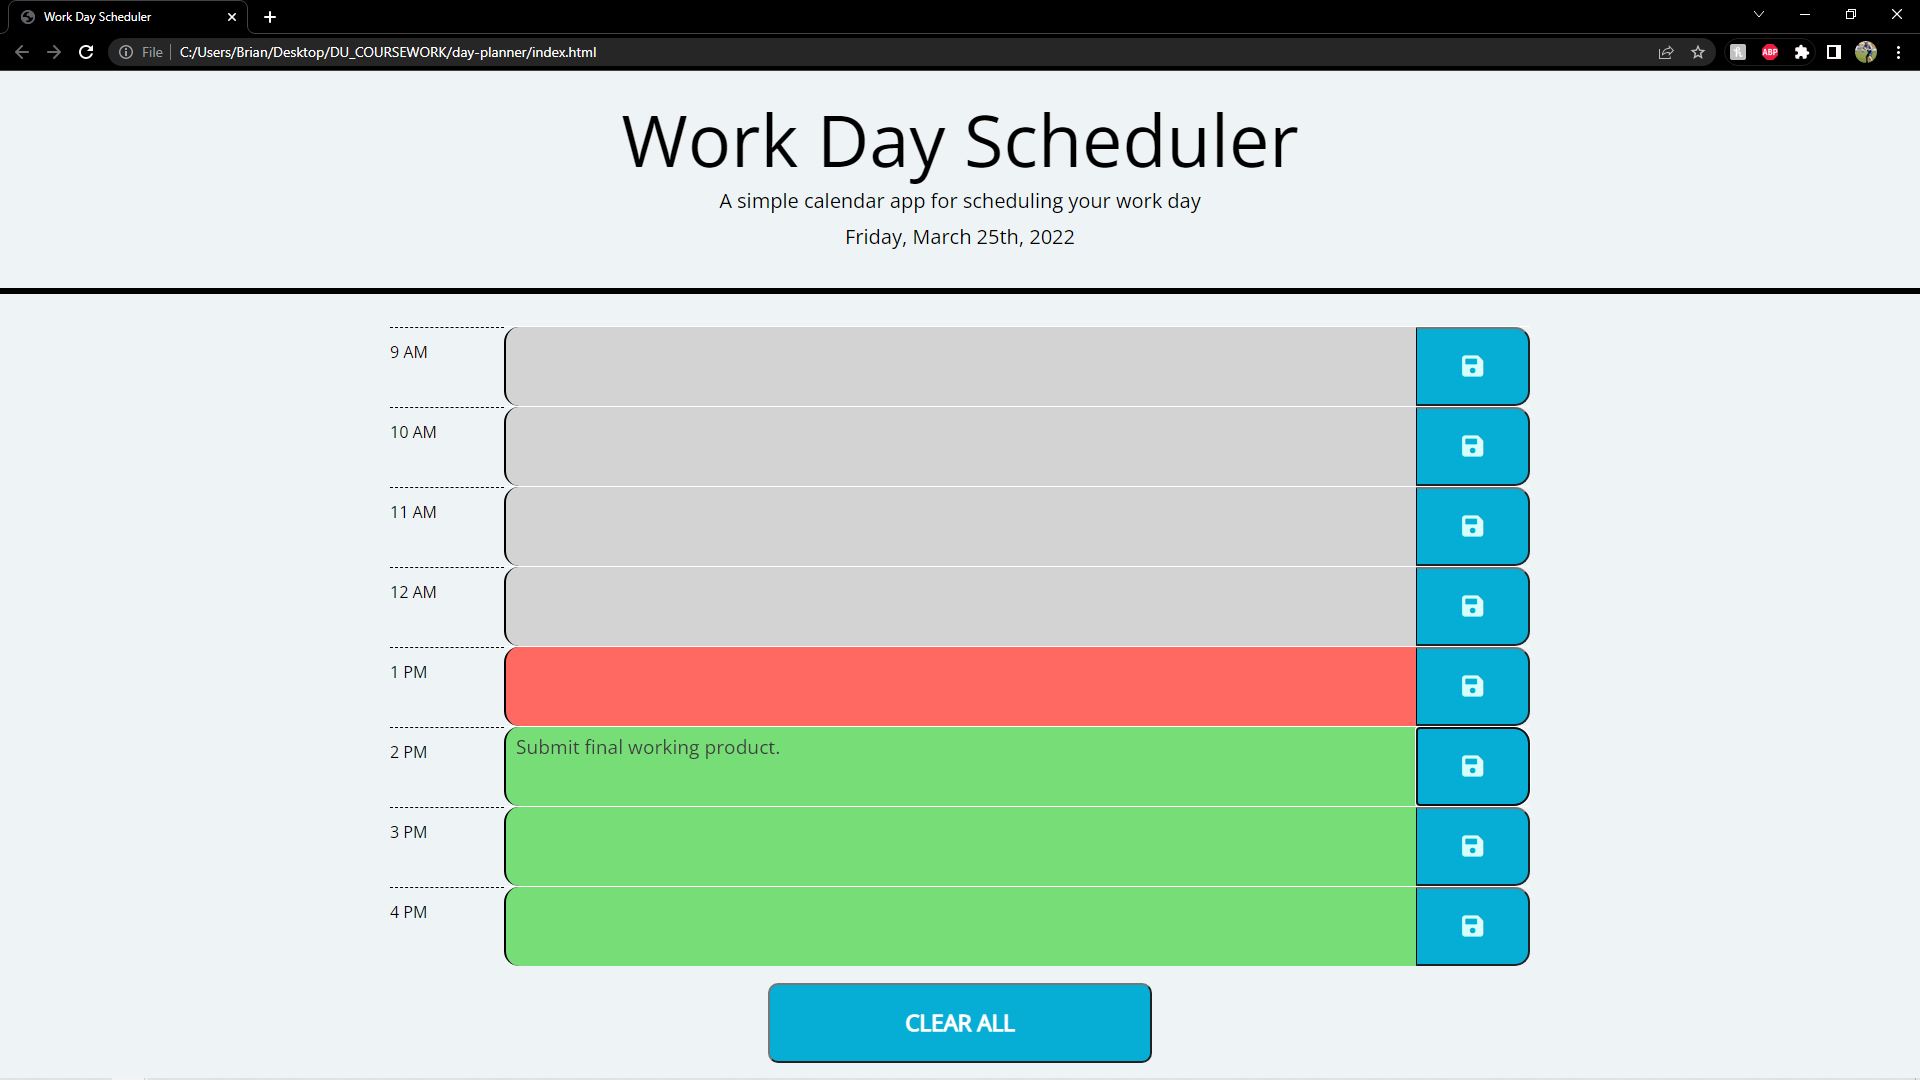 Work Day Scheduler
File C:/Users/Brian/Desktop/DU_COURSEWORK/day-planner/index.html
ABP
Work Day Scheduler
A simple calendar app for scheduling your work day
Friday, March 25th, 2022
9 AM
10 AM
11 AM
12 AM
1 PM
2 PM Submit final working product.
3 PM
4 PM
CLEAR ALL